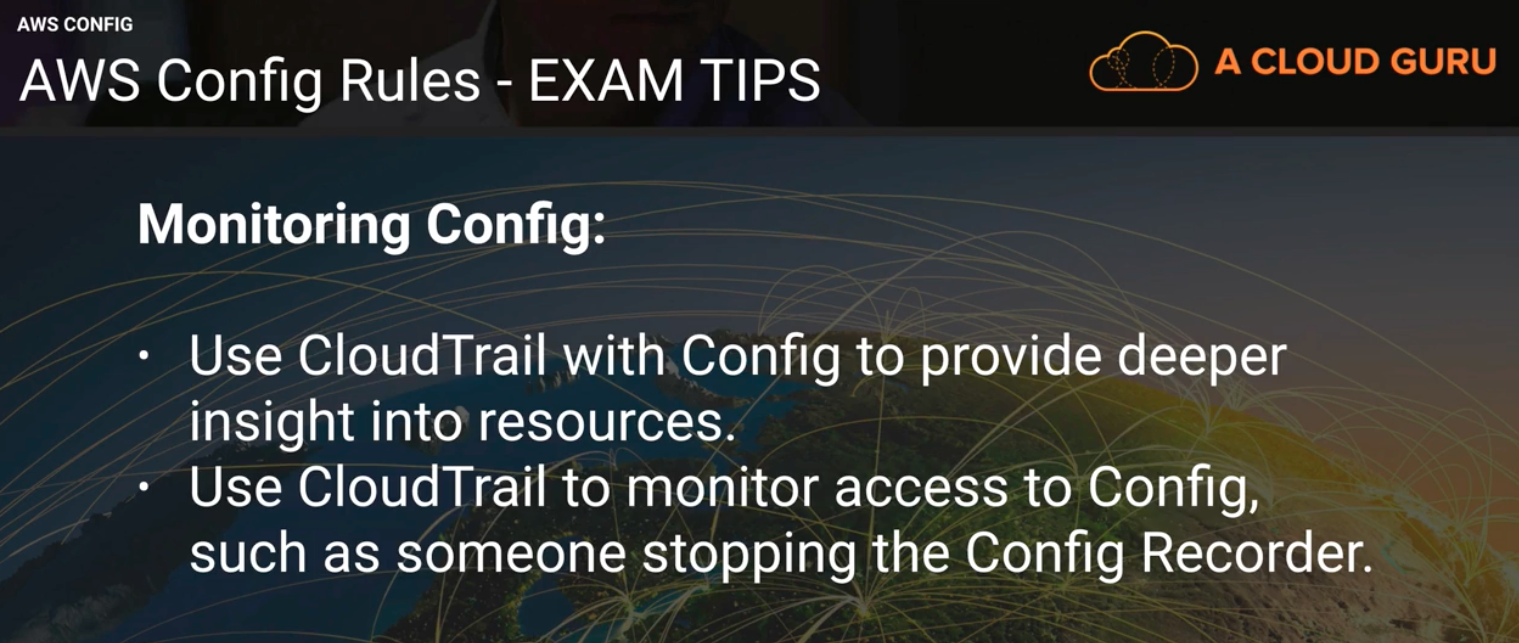 AWS CONFIG
AWS Config Rules - EXAM TIPS
A CLOUD GURU
Monitoring Config:
• Use CloudTrail with Config to provide deeper
insight into resources.
• Use CloudTrail to monitor access to Config,
such as someone stopping the Config Recorder.